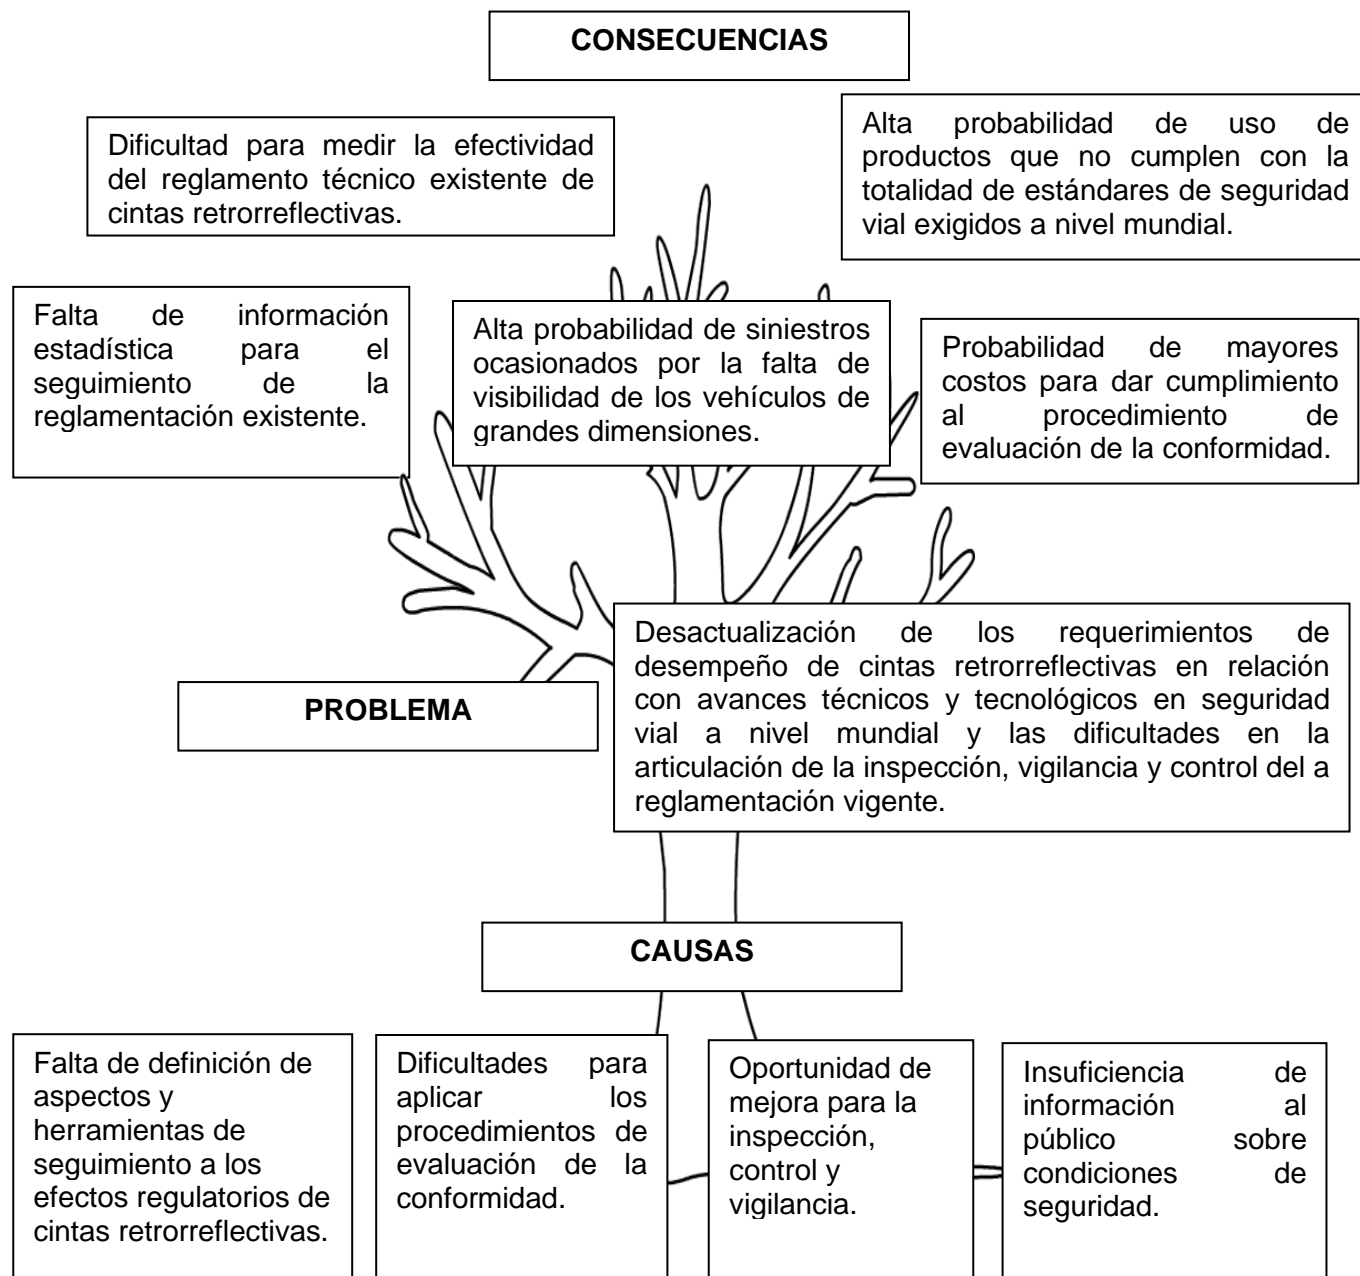 CONSECUENCIAS
Dificultad para medir la efectividad
del reglamento técnico existente de
cintas retrorreflectivas.
Alta probabilidad de uso de
productos que no cumplen con la
totalidad de estándares de seguridad
vial exigidos a nivel mundial.
Falta de información
estadística para el
seguimiento de la
reglamentación existente.
Alta probabilidad de siniestros
ocasionados por la falta de
visibilidad de los vehículos de
grandes dimensiones.
Probabilidad de mayores
costos para dar cumplimiento
al procedimiento de
evaluación de la conformidad.
PROBLEMA
Desactualización de los requerimientos de
desempeño de cintas retrorreflectivas en relación
con avances técnicos y tecnológicos en seguridad
vial a nivel mundial y las dificultades en la
articulación de la inspección, vigilancia y control del a
reglamentación vigente.
CAUSAS
Falta de definición de
aspectos y
herramientas de
seguimiento a los
efectos regulatorios de
cintas retrorreflectivas.
Dificultades para
aplicar los
procedimientos de
evaluación de la
conformidad.
Oportunidad de
mejora para la
inspección,
control y
vigilancia.
Insuficiencia de
información al
público sobre
condiciones de
seguridad.